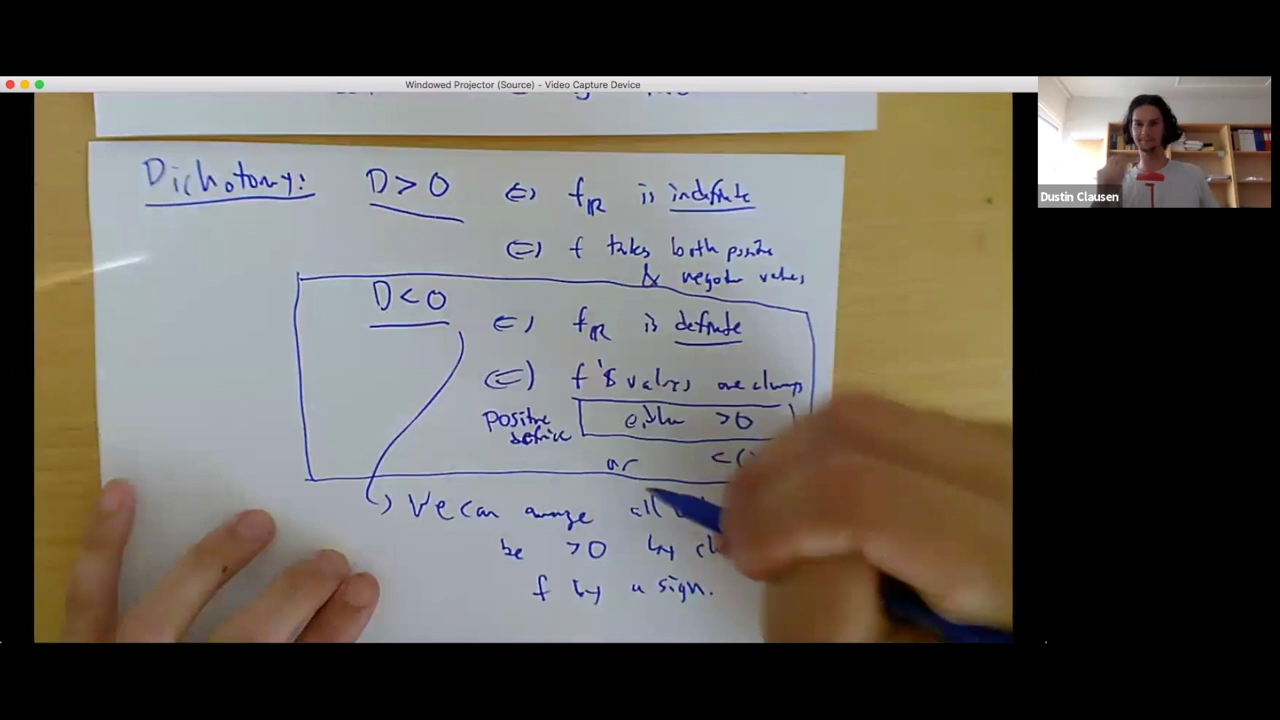 Windowed Projector (Source) - Video Capture Device
Dustin Clausen
Dichotomy: D > 0 ⇔ f_ℝ is indefinite
⇔ f takes both positive
& negative values
D < 0
⇔ f_ℝ is definite
⇔ f's values are always
positive definite either > 0
or <
We can arrange all
be > 0 by
f by a sign.